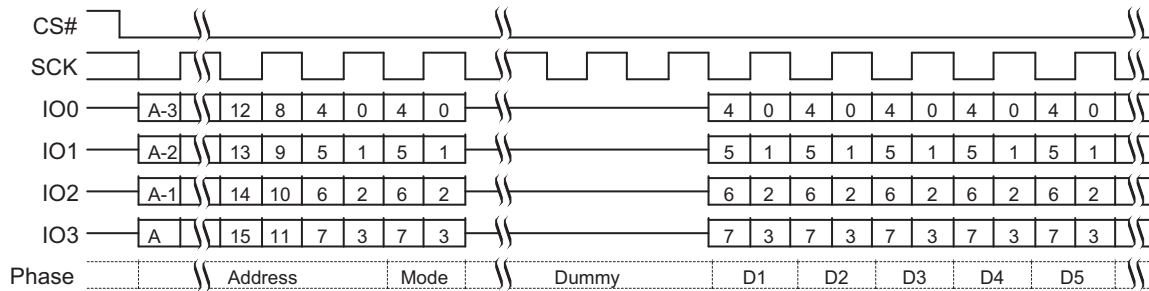 CS#
SCK
IO0 A-3 12 8 4 0 4 0 4 0 4 0 4 0 4 0 4 0
IO1 A-2 13 9 5 1 5 1 5 1 5 1 5 1 5 1 5 1
IO2 A-1 14 10 6 2 6 2 6 2 6 2 6 2 6 2 6 2
IO3 A 15 11 7 3 7 3 7 3 7 3 7 3 7 3 7 3
Phase Address Mode Dummy D1 D2 D3 D4 D5